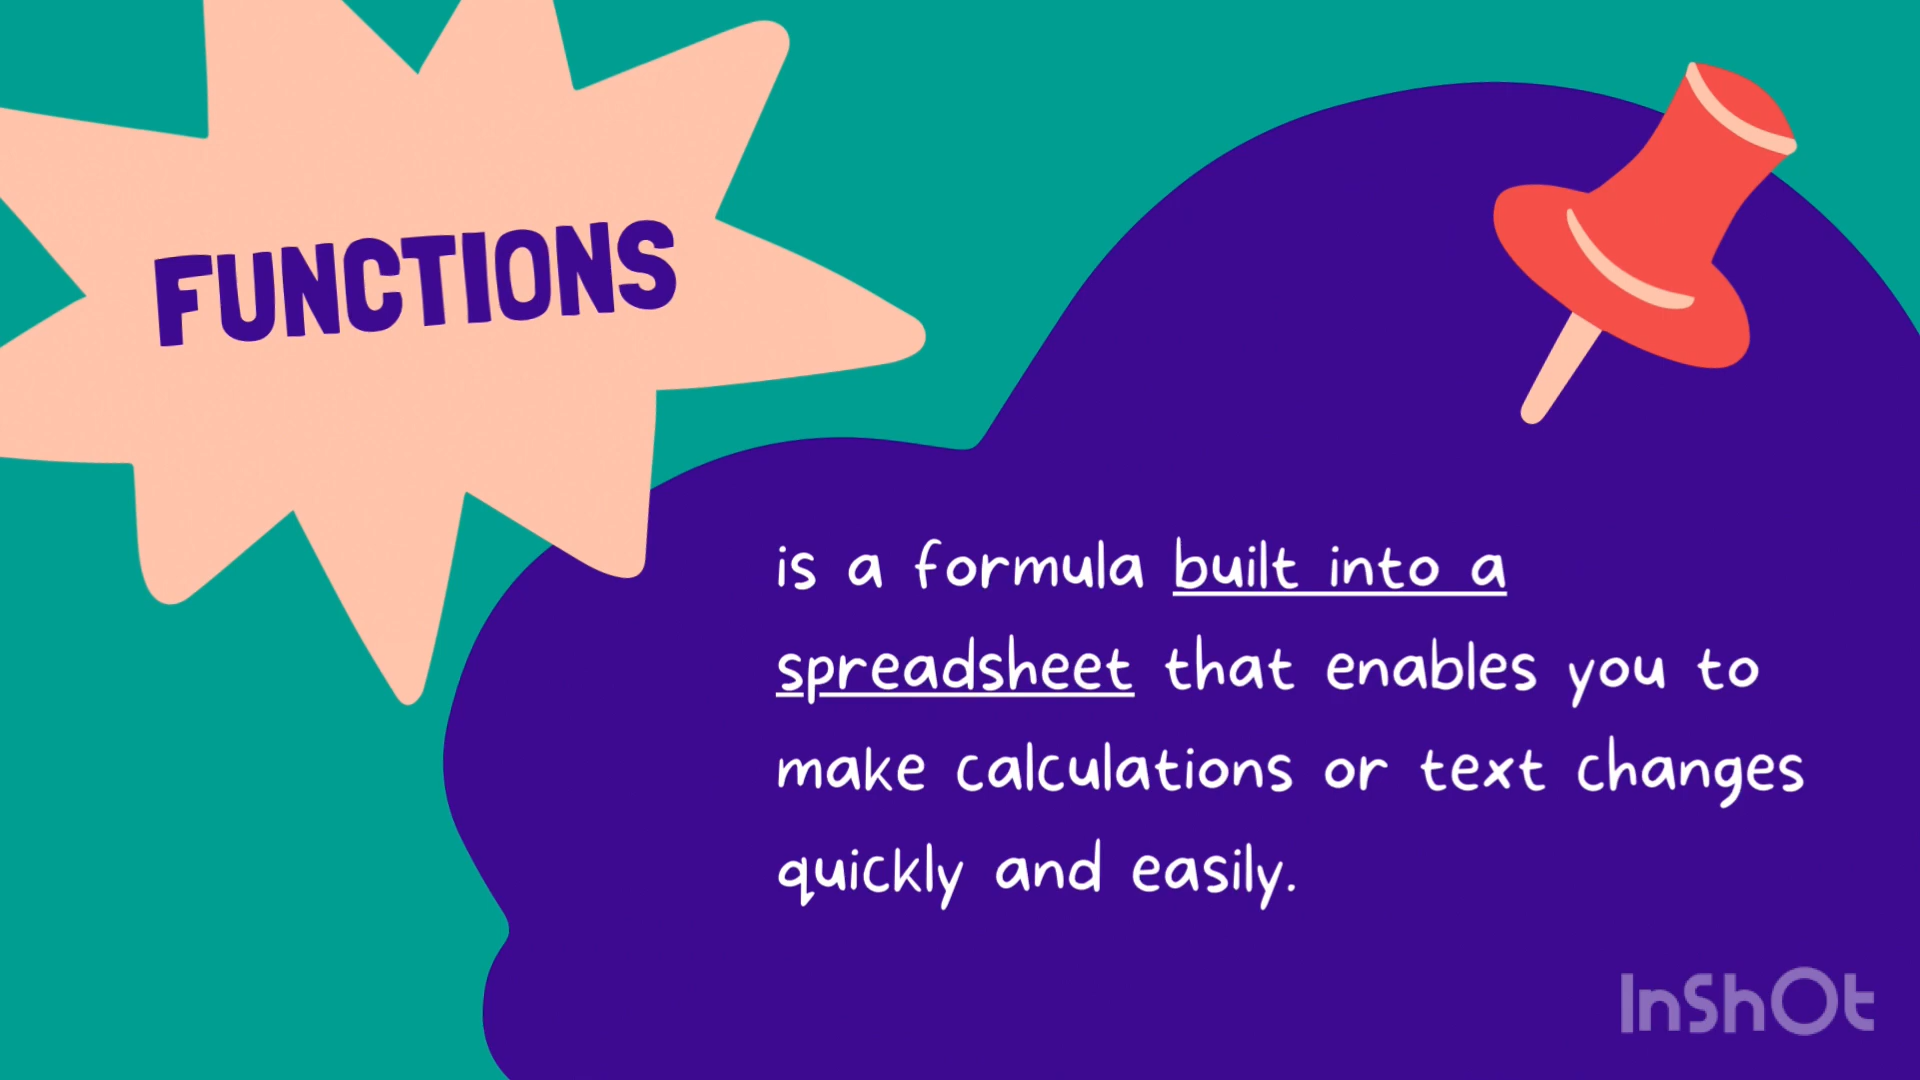 FUNCTIONS
is a formula built into a
spreadsheet that enables you to
make calculations or text changes
quickly and easily.
InShOt